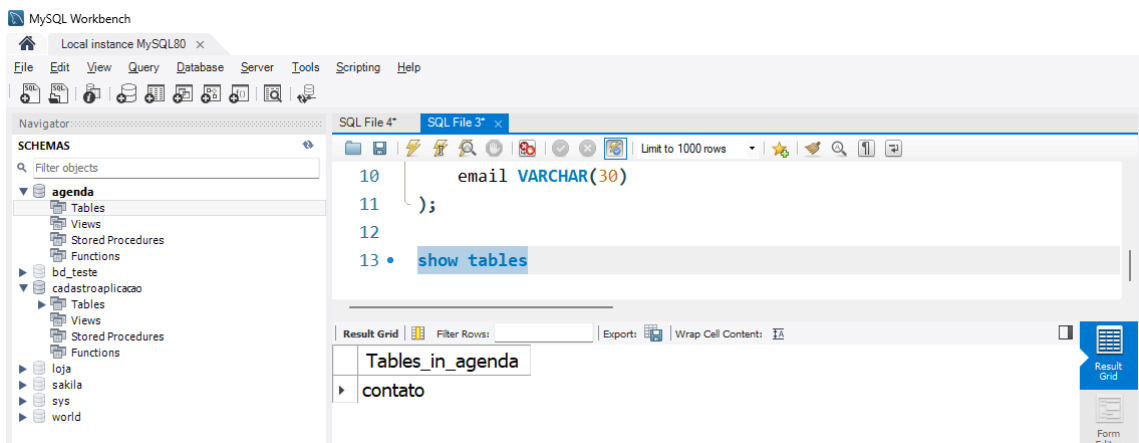 MySQL Workbench
Local instance MySQL80
File Edit View Query Database Server Tools Scripting Help
Navigator
SCHEMAS
Filter objects
agenda
Tables
Views
Stored Procedures
Functions
bd_teste
cadastroaplicacao
Tables
Views
Stored Procedures
Functions
loja
sakila
sys
world
SQL File 4* SQL File 3*
Limit to 1000 rows
10 email VARCHAR(30)
11 );
12
13 show tables
Result Grid Filter Rows: Export: Wrap Cell Content:
Tables_in_agenda
contato
Result
Grid
Form